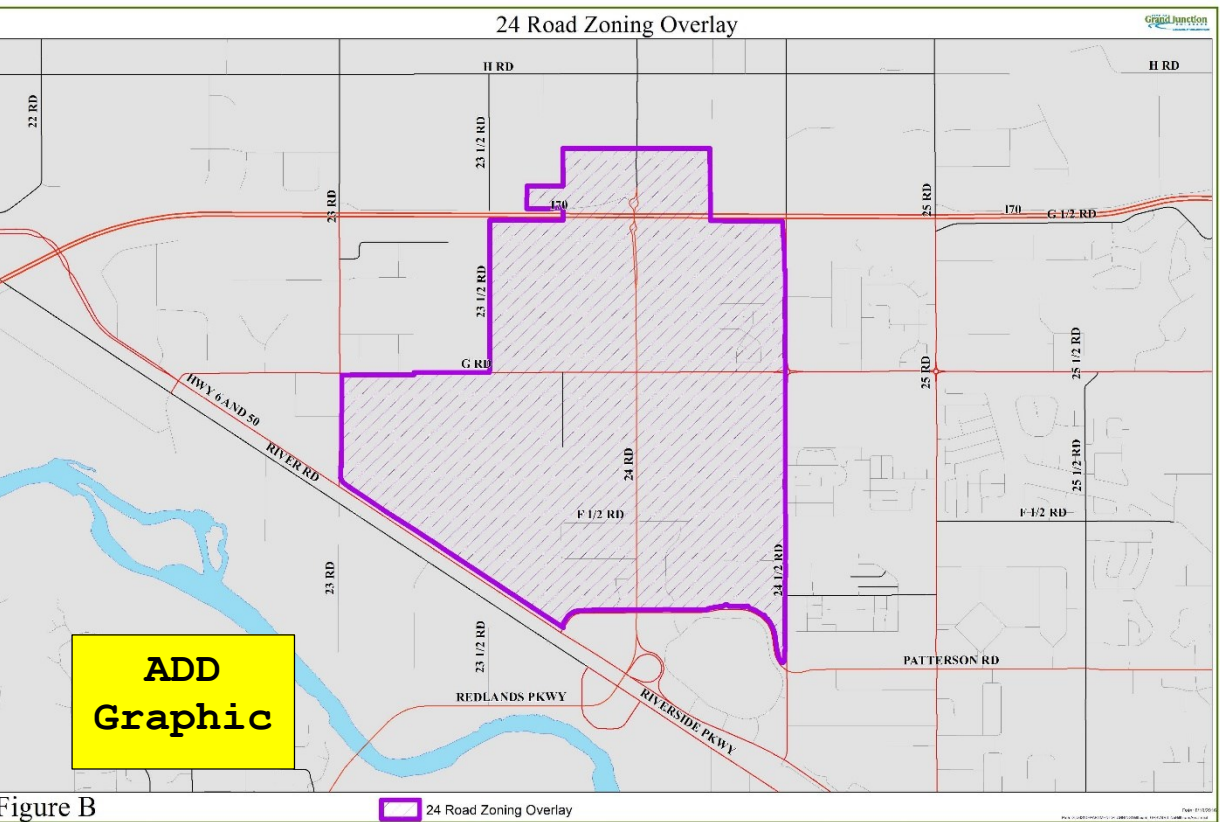 24 Road Zoning Overlay
Grand Junction
H RD
H RD
22 RD
23 1/2 RD
23 RD
25 RD
I70
I70
G 1/2 RD
23 1/2 RD
25 1/2 RD
G RD
25 RD
HWY 6 AND 50
RIVER RD
24 RD
25 1/2 RD
F 1/2 RD
F 1/2 RD
23 RD
24 1/2 RD
23 1/2 RD
ADD
Graphic
PATTERSON RD
REDLANDS PKWY
RIVERSIDE PKWY
Figure B
24 Road Zoning Overlay